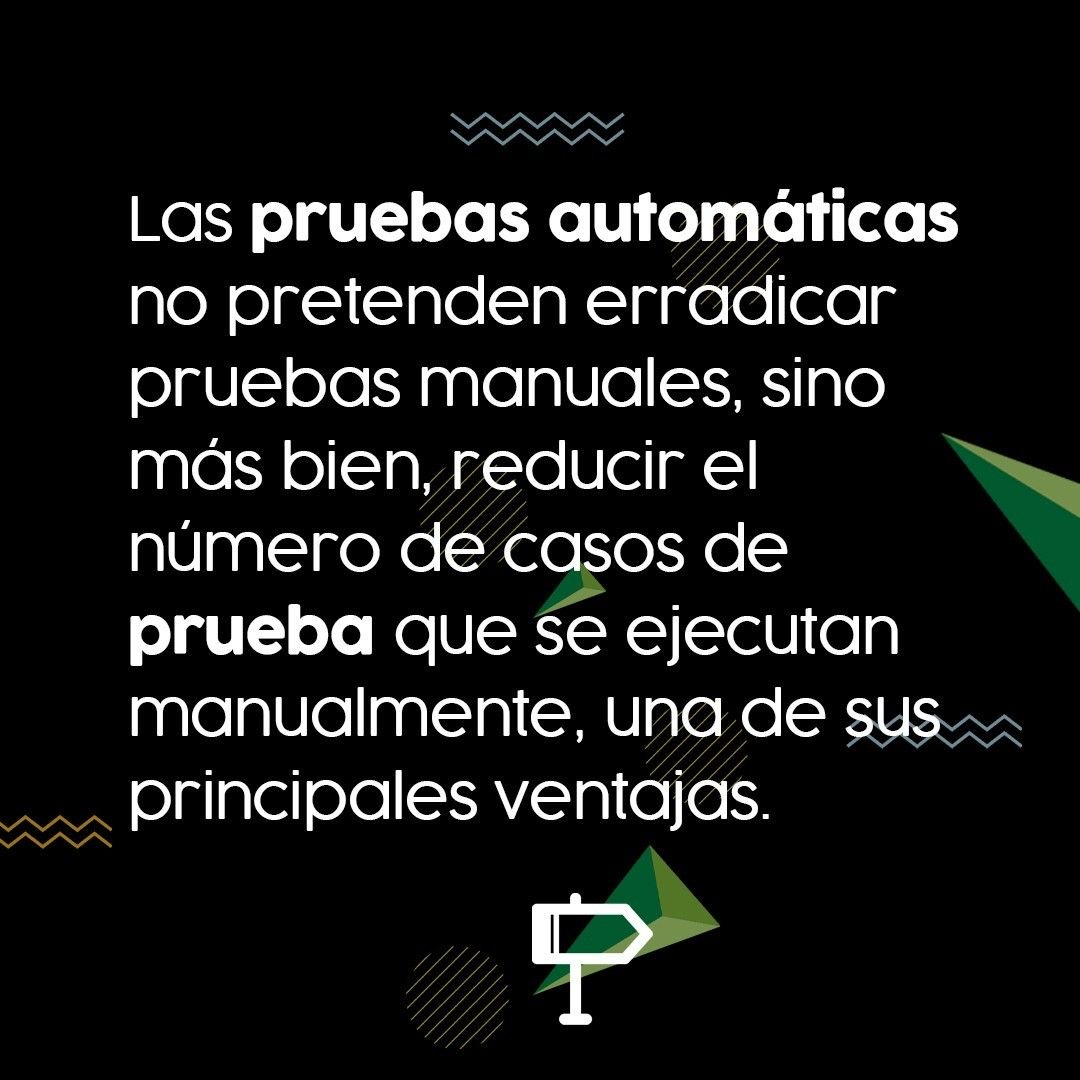 Las pruebas automáticas
no pretenden erradicar
pruebas manuales, sino
más bien, reducir el
número de casos de
prueba que se ejecutan
manualmente, una de sus
principales ventajas.